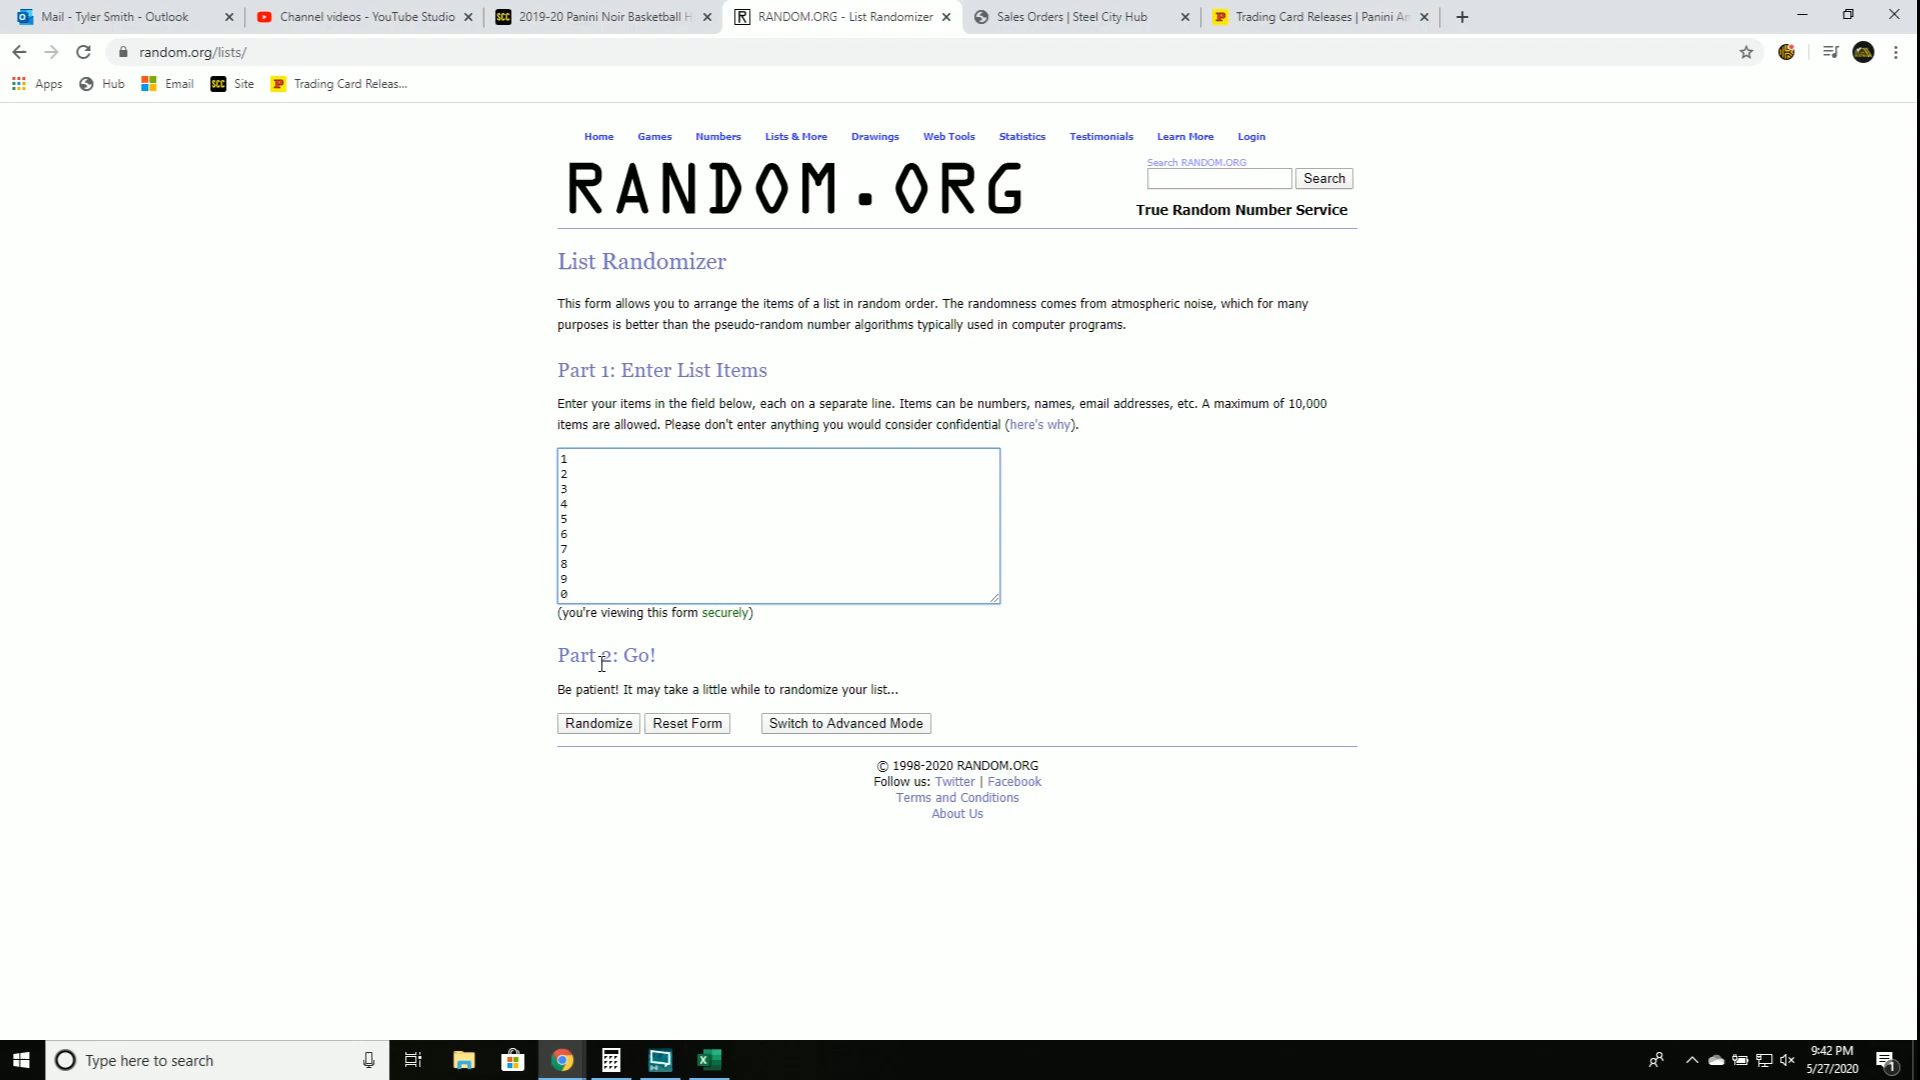 Mail - Tyler Smith - Outlook
Channel videos - YouTube Studio
SCC 2019-20 Panini Noir Basketball H
R RANDOM.ORG - List Randomizer
Sales Orders | Steel City Hub
P Trading Card Releases | Panini Am
random.org/lists/
Apps Hub Email SCC Site P Trading Card Releas...
Home Games Numbers Lists & More Drawings Web Tools Statistics Testimonials Learn More Login
RANDOM.ORG
Search RANDOM.ORG
Search
True Random Number Service
List Randomizer
This form allows you to arrange the items of a list in random order. The randomness comes from atmospheric noise, which for many
purposes is better than the pseudo-random number algorithms typically used in computer programs.
Part 1: Enter List Items
Enter your items in the field below, each on a separate line. Items can be numbers, names, email addresses, etc. A maximum of 10,000
items are allowed. Please don't enter anything you would consider confidential (here's why).
1
2
3
4
5
6
7
8
9
0
(you're viewing this form securely)
Part 2: Go!
Be patient! It may take a little while to randomize your list...
Randomize Reset Form Switch to Advanced Mode
© 1998-2020 RANDOM.ORG
Follow us: Twitter | Facebook
Terms and Conditions
About Us
Type here to search
9:42 PM
5/27/2020
1